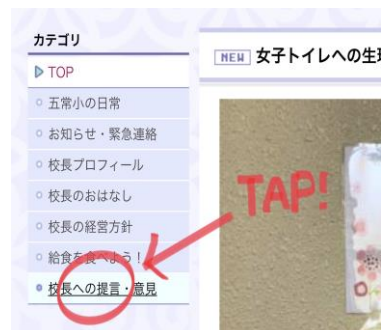 カテゴリ
TOP
五常小の日常
お知らせ・緊急連絡
校長プロフィール
校長のおはなし
校長の経営方針
給食を食べよう！
校長への提言・意見
NEW 女子トイレへの生
TAP!